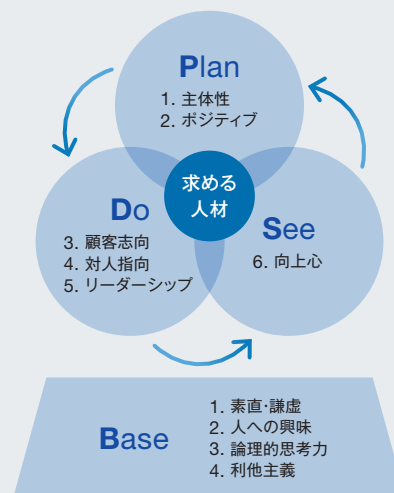 Plan
1. 主体性
2. ポジティブ
求める
人材
Do
3. 顧客志向
4. 対人指向
5. リーダーシップ
See
6. 向上心
Base
1. 素直・謙虚
2. 人への興味
3. 論理的思考力
4. 利他主義